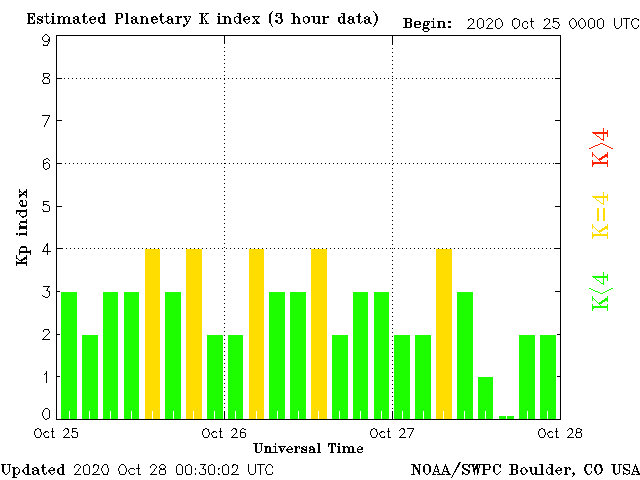 Estimated Planetary K index (3 hour data)
Begin: 2020 Oct 25 0000 UTC
9
8
7
6
5
4
3
2
1
0
Kp index
K>4
K=4
K<4
Oct 25
Oct 26
Oct 27
Oct 28
Universal Time
Updated 2020 Oct 28 00:30:02 UTC
NOAA/SWPC Boulder, CO USA